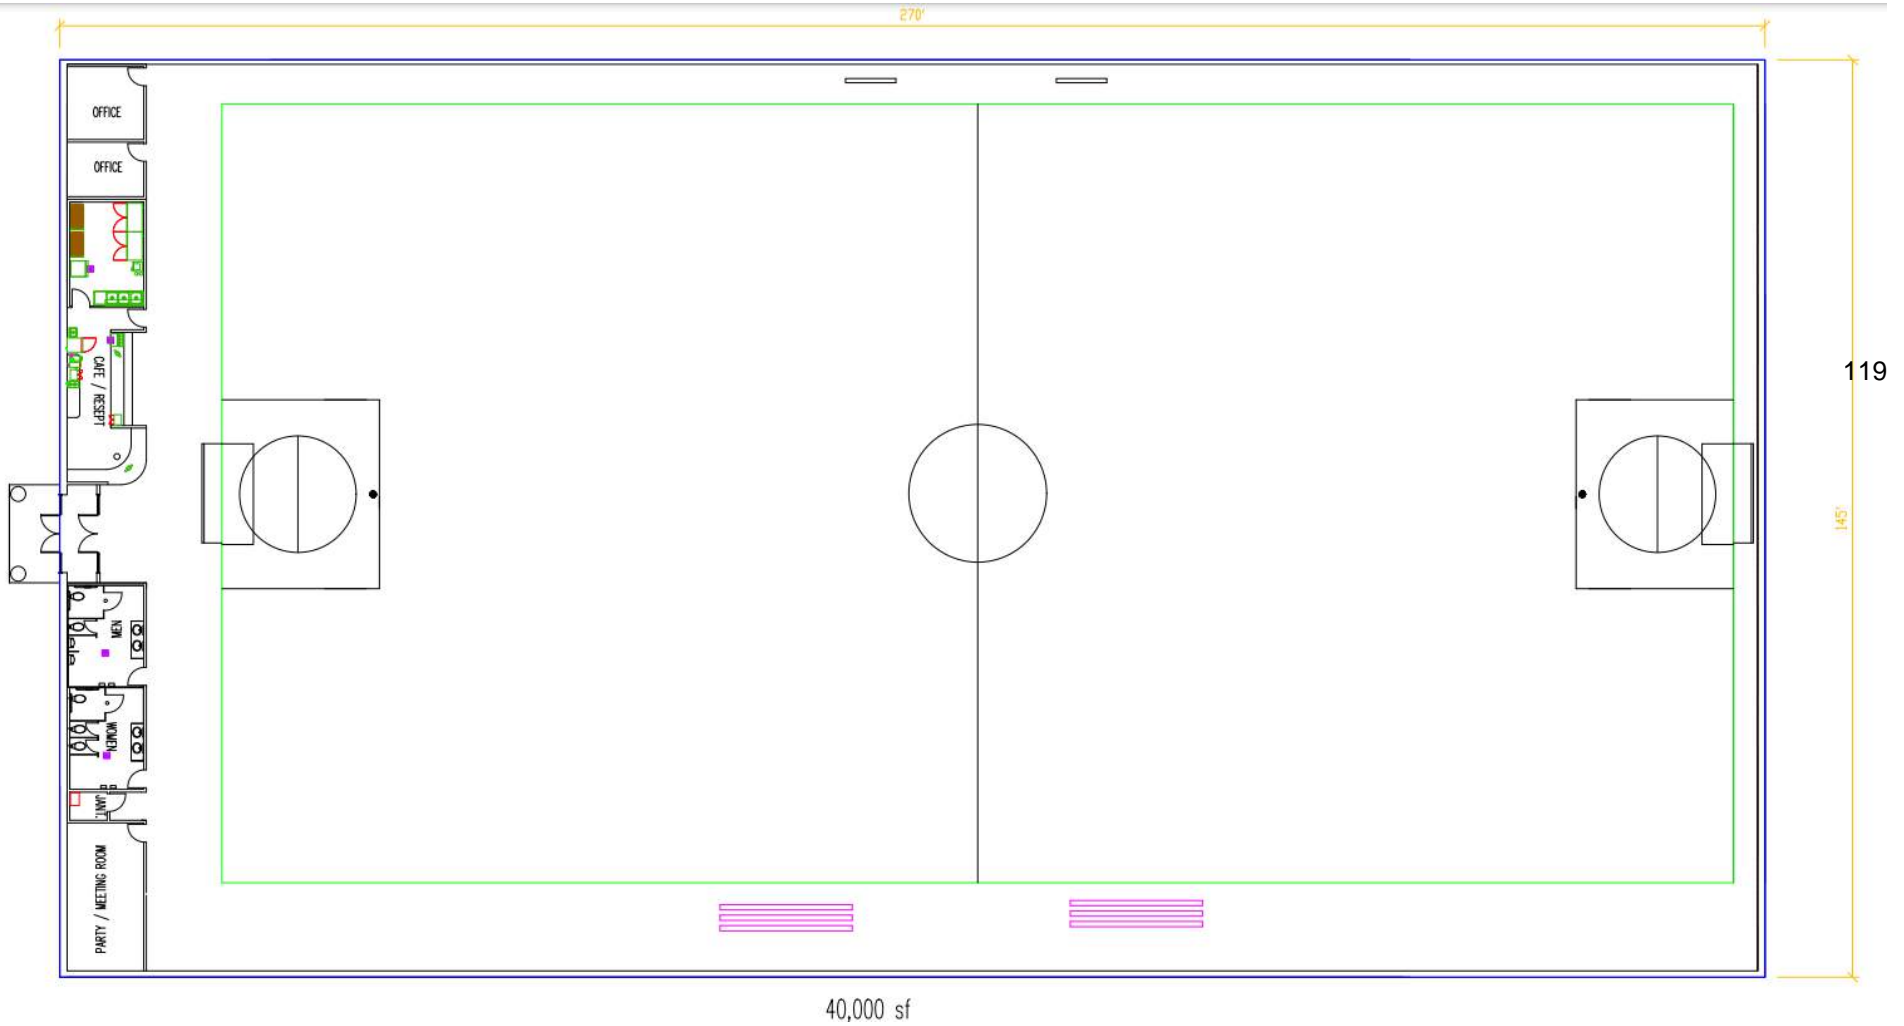 270'
OFFICE
OFFICE
CAFE / RESEPT
119
145'
MEN
WOMEN
JANT.
PARTY / MEETING ROOM
40,000 sf